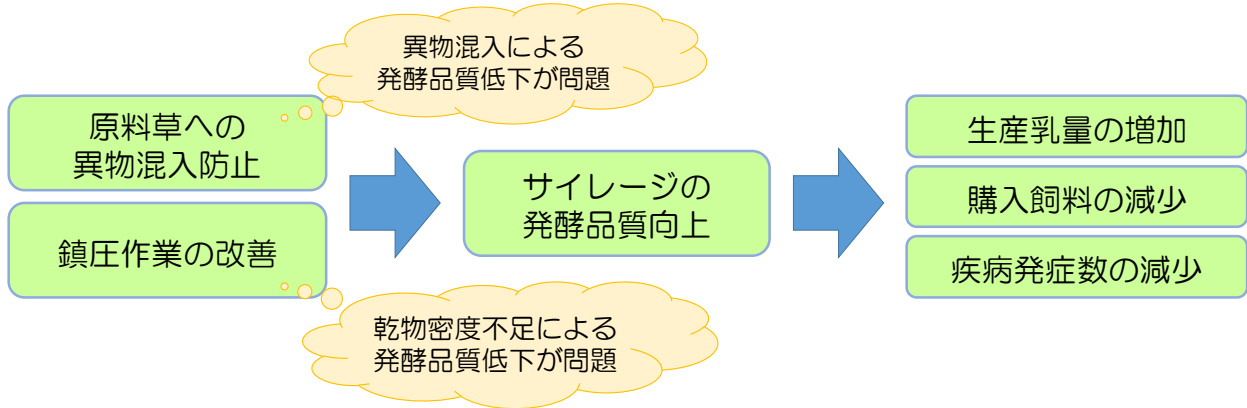 異物混入による
発酵品質低下が問題
原料草への
異物混入防止
鎮圧作業の改善
乾物密度不足による
発酵品質低下が問題
サイレージの
発酵品質向上
生産乳量の増加
購入飼料の減少
疾病発症数の減少